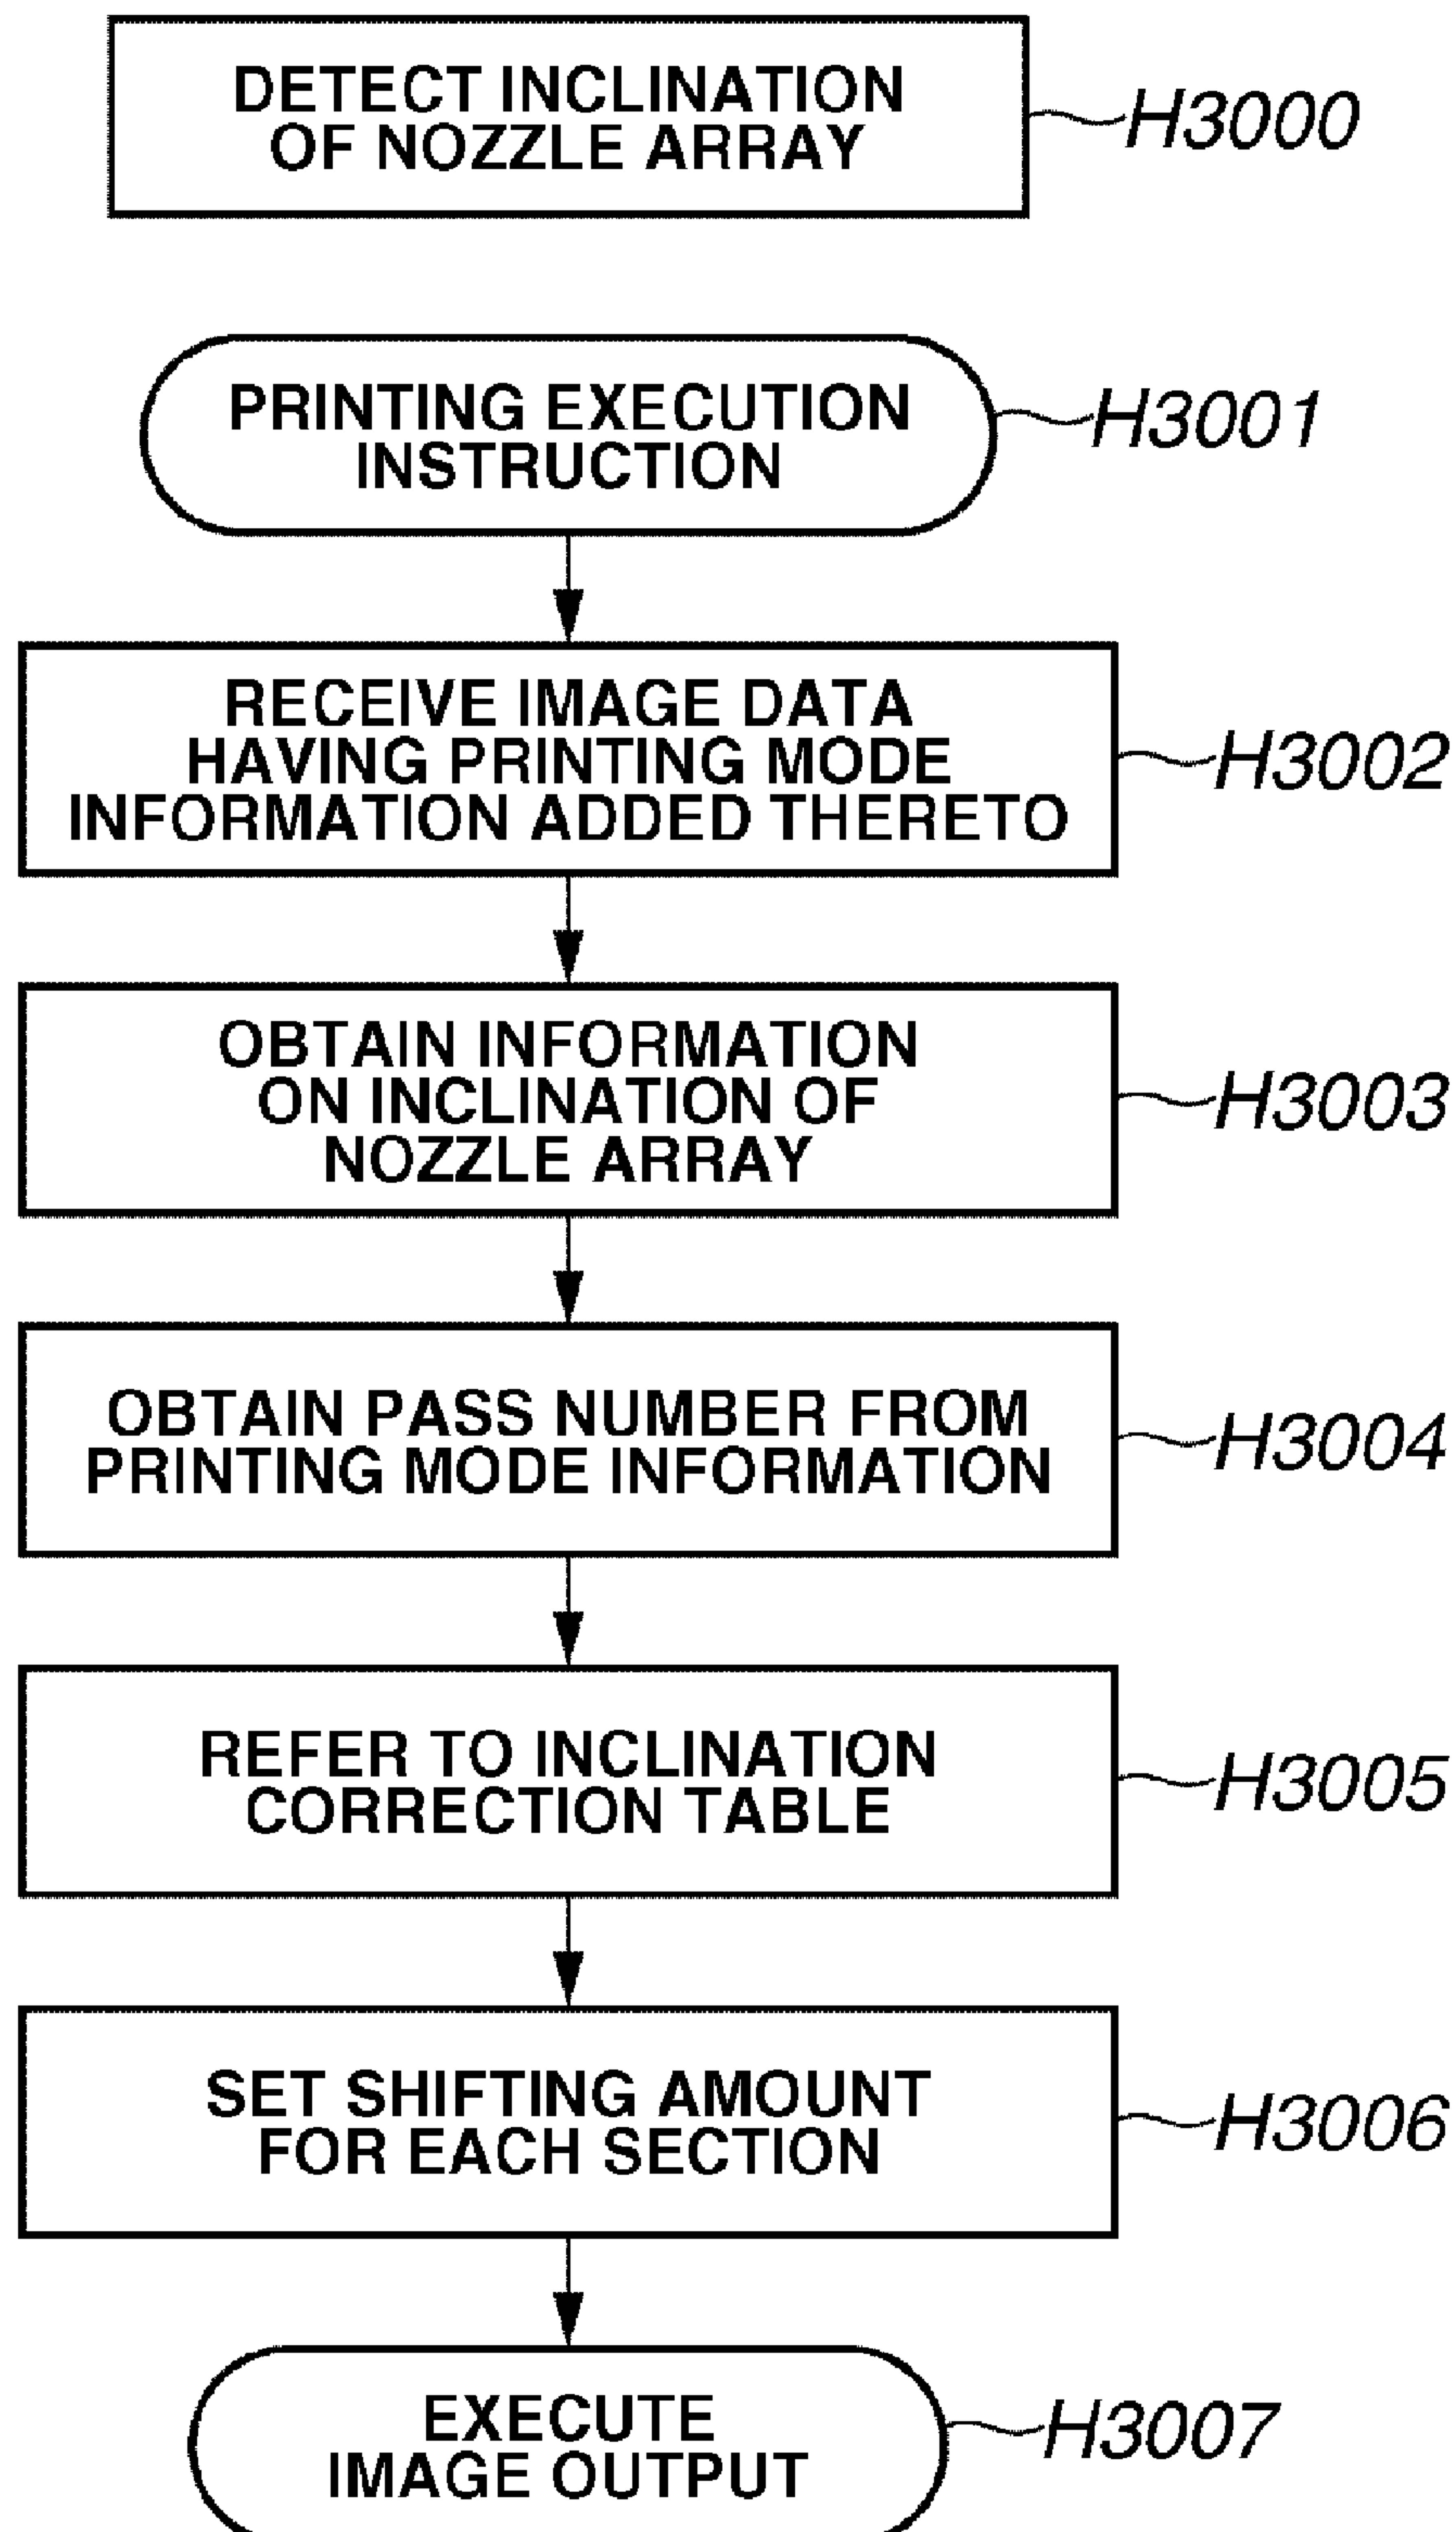 DETECT INCLINATION
OF NOZZLE ARRAY
H3000
PRINTING EXECUTION
INSTRUCTION
H3001
RECEIVE IMAGE DATA
HAVING PRINTING MODE
INFORMATION ADDED THERETO
H3002
OBTAIN INFORMATION
ON INCLINATION OF
NOZZLE ARRAY
H3003
OBTAIN PASS NUMBER FROM
PRINTING MODE INFORMATION
H3004
REFER TO INCLINATION
CORRECTION TABLE
H3005
SET SHIFTING AMOUNT
FOR EACH SECTION
H3006
EXECUTE
IMAGE OUTPUT
H3007